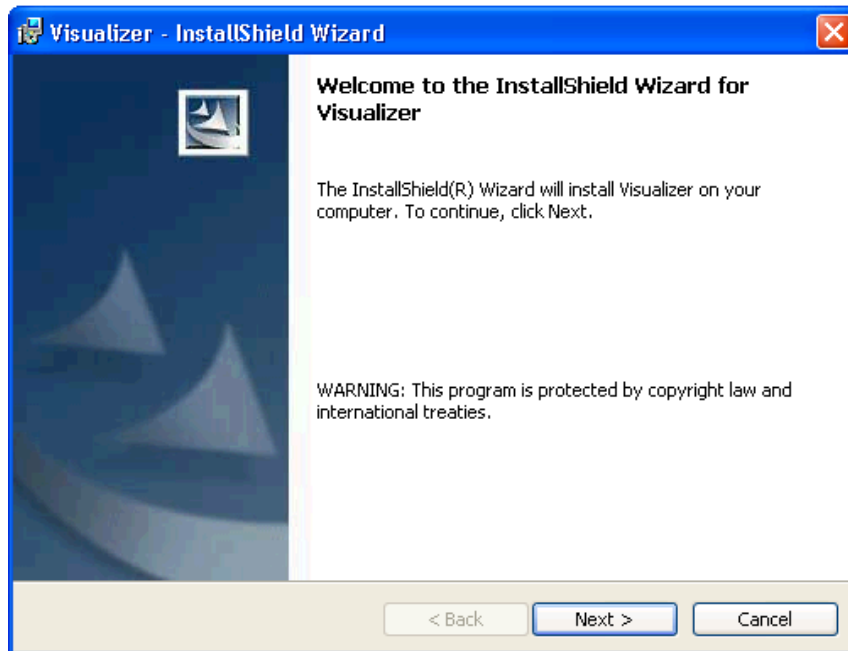 Visualizer - InstallShield Wizard
Welcome to the InstallShield Wizard for
Visualizer
The InstallShield(R) Wizard will install Visualizer on your
computer. To continue, click Next.
WARNING: This program is protected by copyright law and
international treaties.
< Back
Next >
Cancel